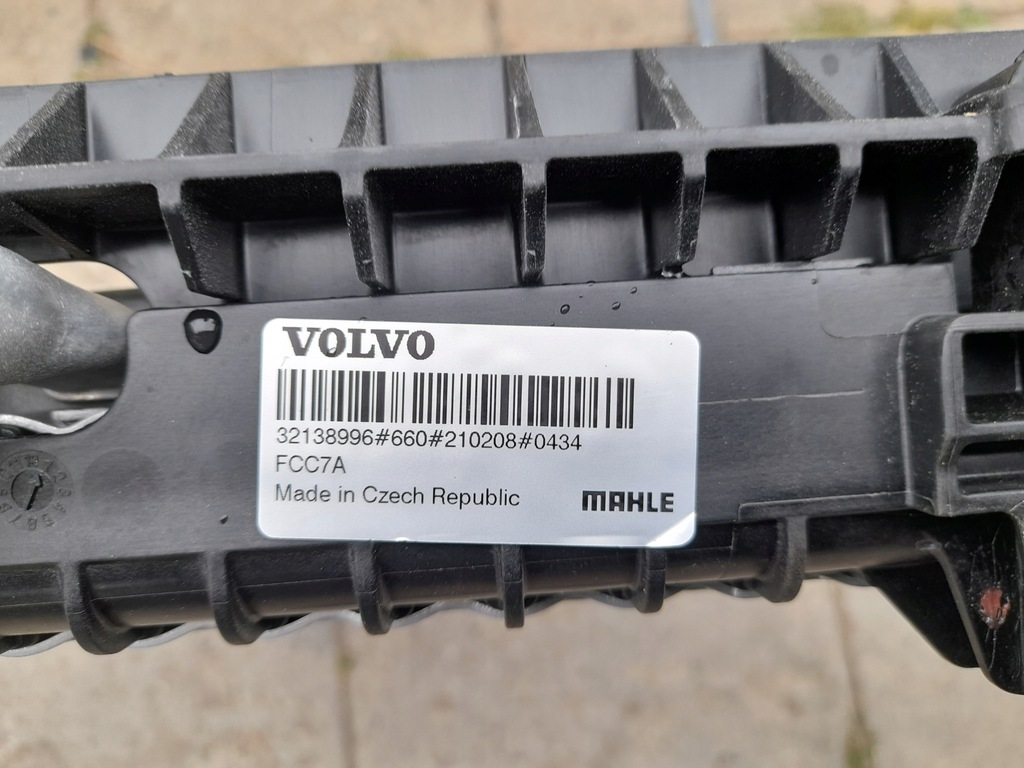 VOLVO
32138996#660#210208#0434
FCC7A
Made in Czech Republic
MAHLE